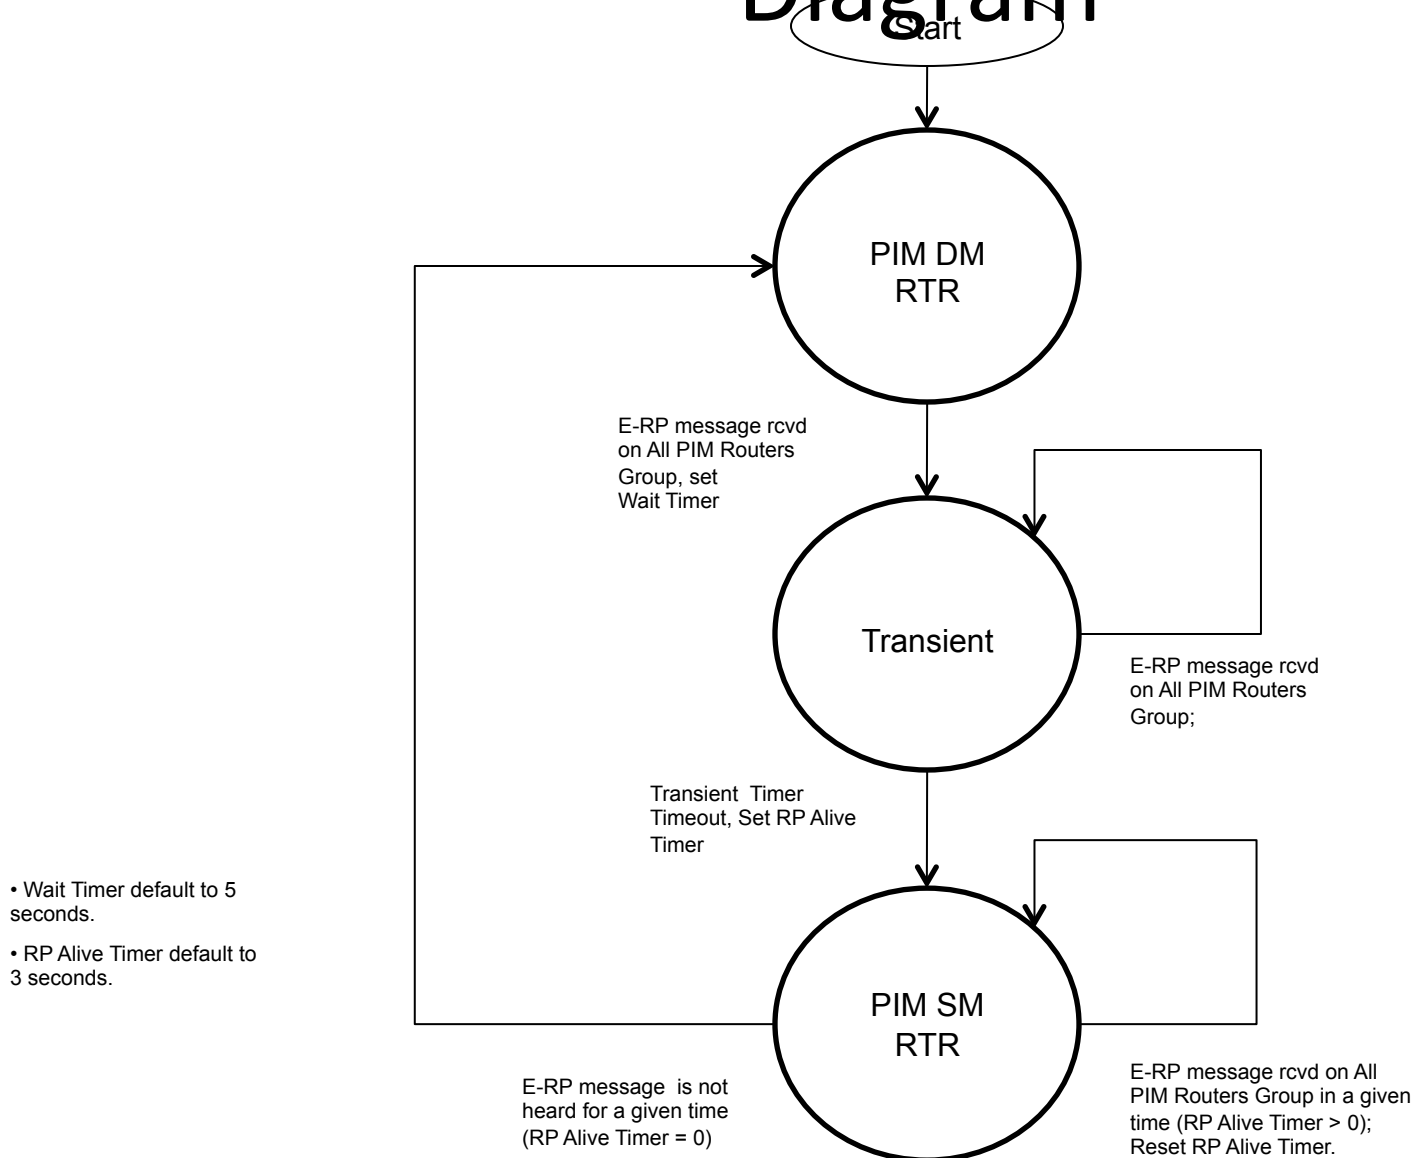 Diagram
Start
PIM DM
RTR
E-RP message rcvd
on All PIM Routers
Group, set
Wait Timer
Transient
E-RP message rcvd
on All PIM Routers
Group;
Transient Timer
Timeout, Set RP Alive
Timer
• Wait Timer default to 5
seconds.
• RP Alive Timer default to
3 seconds.
PIM SM
RTR
E-RP message is not
heard for a given time
(RP Alive Timer = 0)
E-RP message rcvd on All
PIM Routers Group in a given
time (RP Alive Timer > 0);
Reset RP Alive Timer.